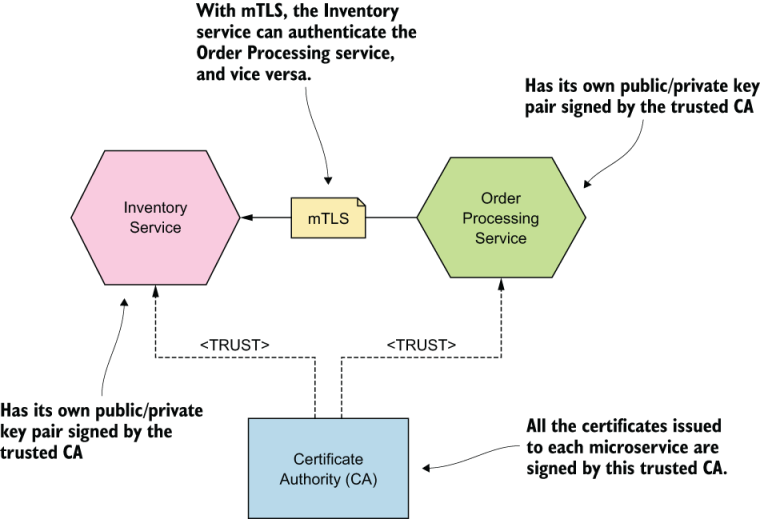 With mTLS, the Inventory
service can authenticate the
Order Processing service,
and vice versa.
Has its own public/private key
pair signed by the trusted CA
Inventory
Service
mTLS
Order
Processing
Service
<TRUST>
<TRUST>
Has its own public/private
key pair signed by the
trusted CA
Certificate
Authority (CA)
All the certificates issued
to each microservice are
signed by this trusted CA.